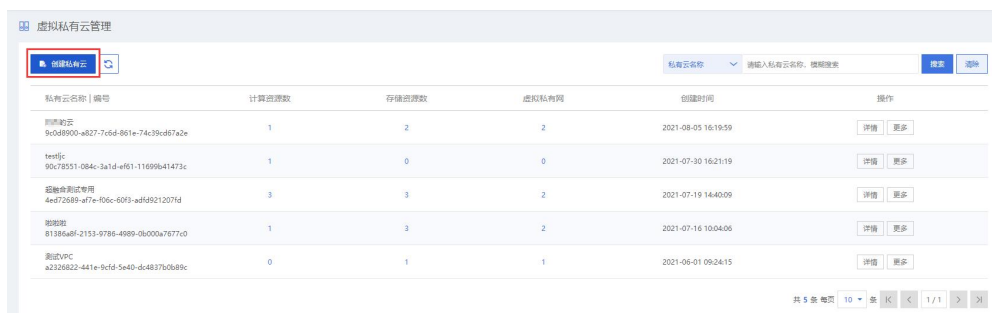 虚拟私有云管理
创建私有云
私有云名称 请输入私有云名称、模糊搜索 搜索 清除
私有云名称 | 编号 计算资源数 存储资源数 虚拟私有网 创建时间 操作
的云
9c0d8900-a827-7c6d-861e-74c39cd67a2e 1 2 2 2021-08-05 16:19:59 详情 更多
testljc
90c78551-084c-3a1d-ef61-11699b41473c 1 0 0 2021-07-30 16:21:19 详情 更多
超融合测试专用
4ed72689-af7e-f06c-60f3-adfd921207fd 3 3 2 2021-07-19 14:40:09 详情 更多
啦啦啦
81386a8f-2153-9786-4989-0b000a7677c0 1 3 2 2021-07-16 10:04:06 详情 更多
测试VPC
a2326822-441e-9cfd-5e40-dc4837b0b89c 0 1 1 2021-06-01 09:24:15 详情 更多
共 5 条 每页 10 条 1 / 1